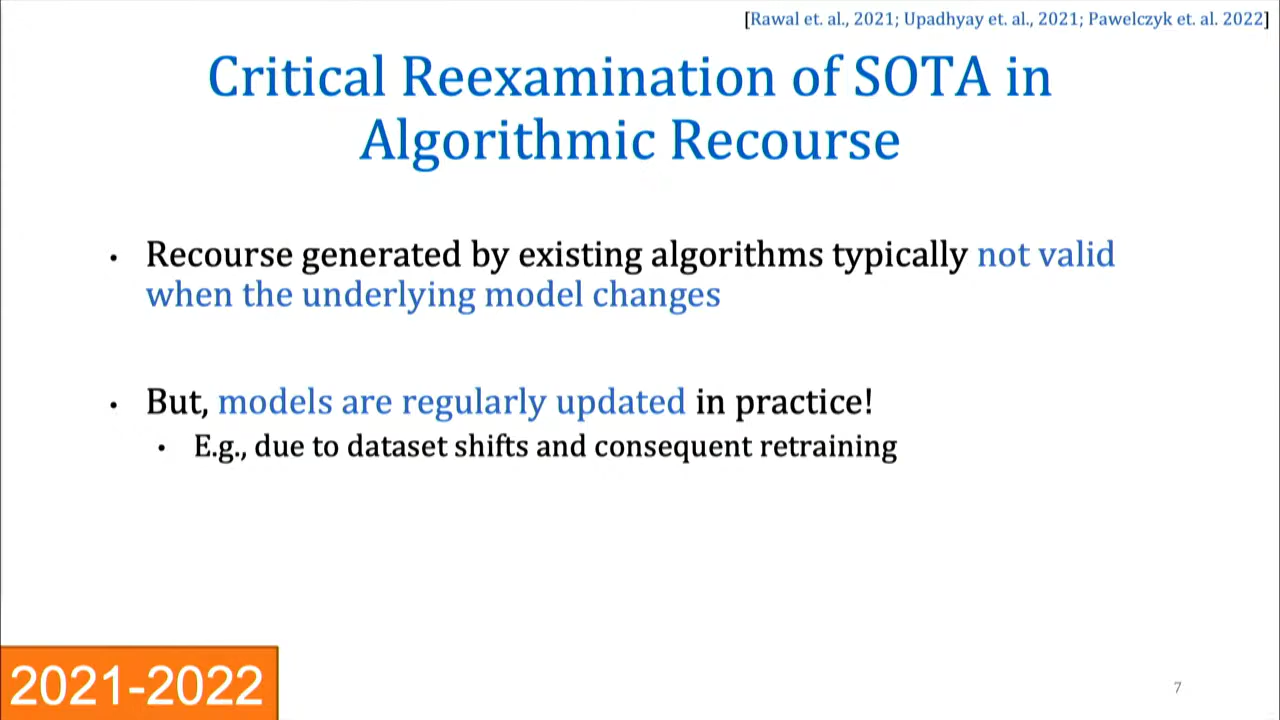 [Rawal et. al., 2021; Upadhyay et. al., 2021; Pawelczyk et. al. 2022]
Critical Reexamination of SOTA in
Algorithmic Recourse
• Recourse generated by existing algorithms typically not valid
when the underlying model changes
• But, models are regularly updated in practice!
• E.g., due to dataset shifts and consequent retraining
2021-2022
7